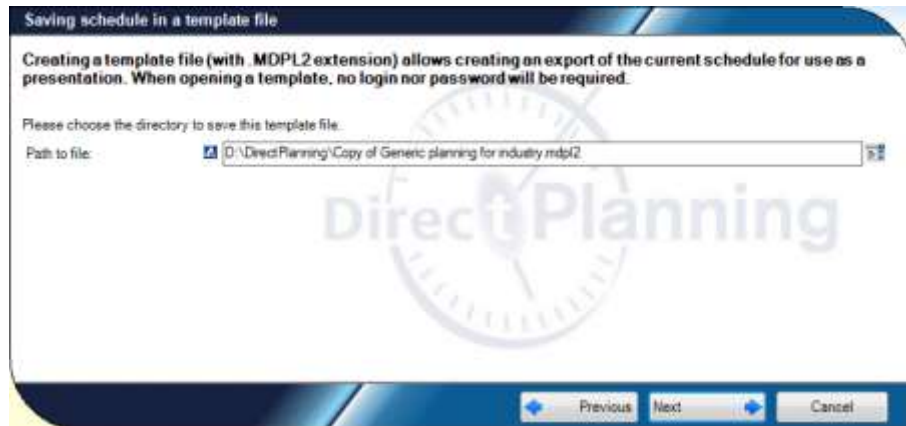 Saving schedule in a template file
Creating a template file (with .MDPL2 extension) allows creating an export of the current schedule for use as a
presentation. When opening a template, no login nor password will be required.
Please choose the directory to save this template file.
Path to file: D:\DirectPlanning\Copy of Generic planning for industry.mdpl2
Direct Planning
Previous Next Cancel